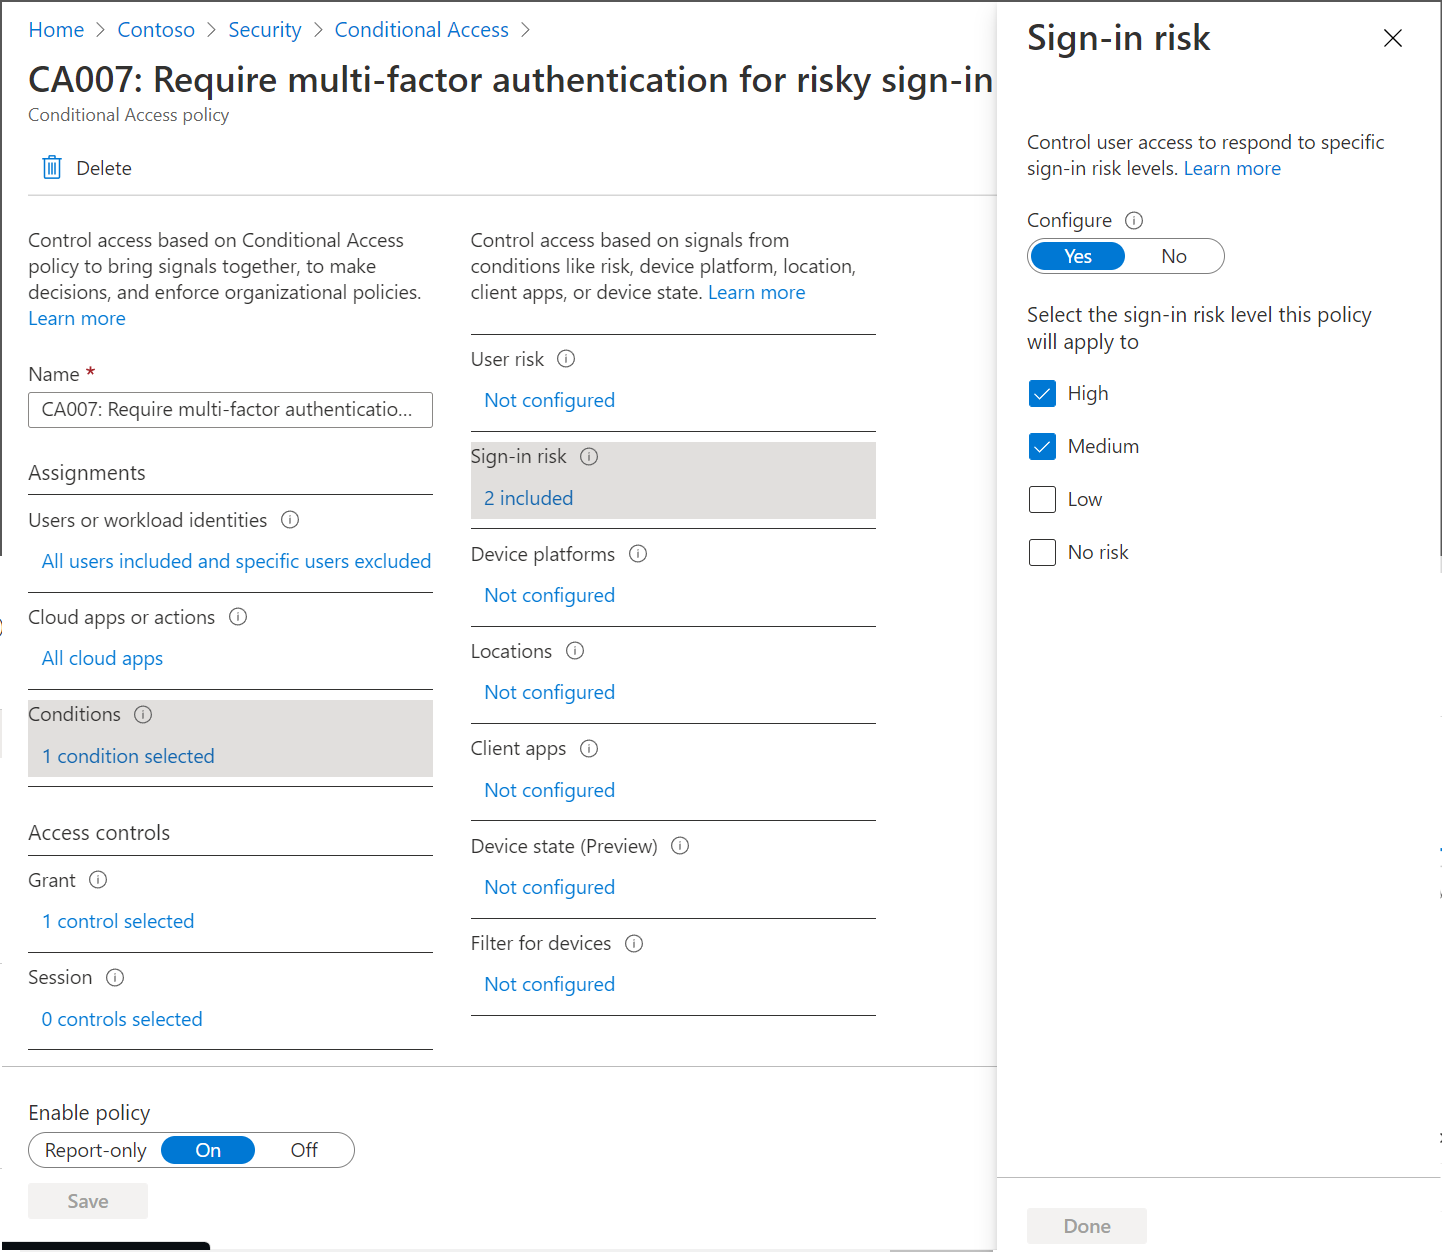 Home > Contoso > Security > Conditional Access >
CA007: Require multi-factor authentication for risky sign-in
Conditional Access policy
Delete
Control access based on Conditional Access
policy to bring signals together, to make
decisions, and enforce organizational policies.
Learn more
Name *
CA007: Require multi-factor authenticatio...
Assignments
Users or workload identities
All users included and specific users excluded
Cloud apps or actions
All cloud apps
Conditions
1 condition selected
Access controls
Grant
1 control selected
Session
0 controls selected
Enable policy
Report-only On Off
Save
Control access based on signals from
conditions like risk, device platform, location,
client apps, or device state. Learn more
User risk
Not configured
Sign-in risk
2 included
Device platforms
Not configured
Locations
Not configured
Client apps
Not configured
Device state (Preview)
Not configured
Filter for devices
Not configured
Sign-in risk
Control user access to respond to specific
sign-in risk levels. Learn more
Configure
Yes No
Select the sign-in risk level this policy
will apply to
High
Medium
Low
No risk
Done